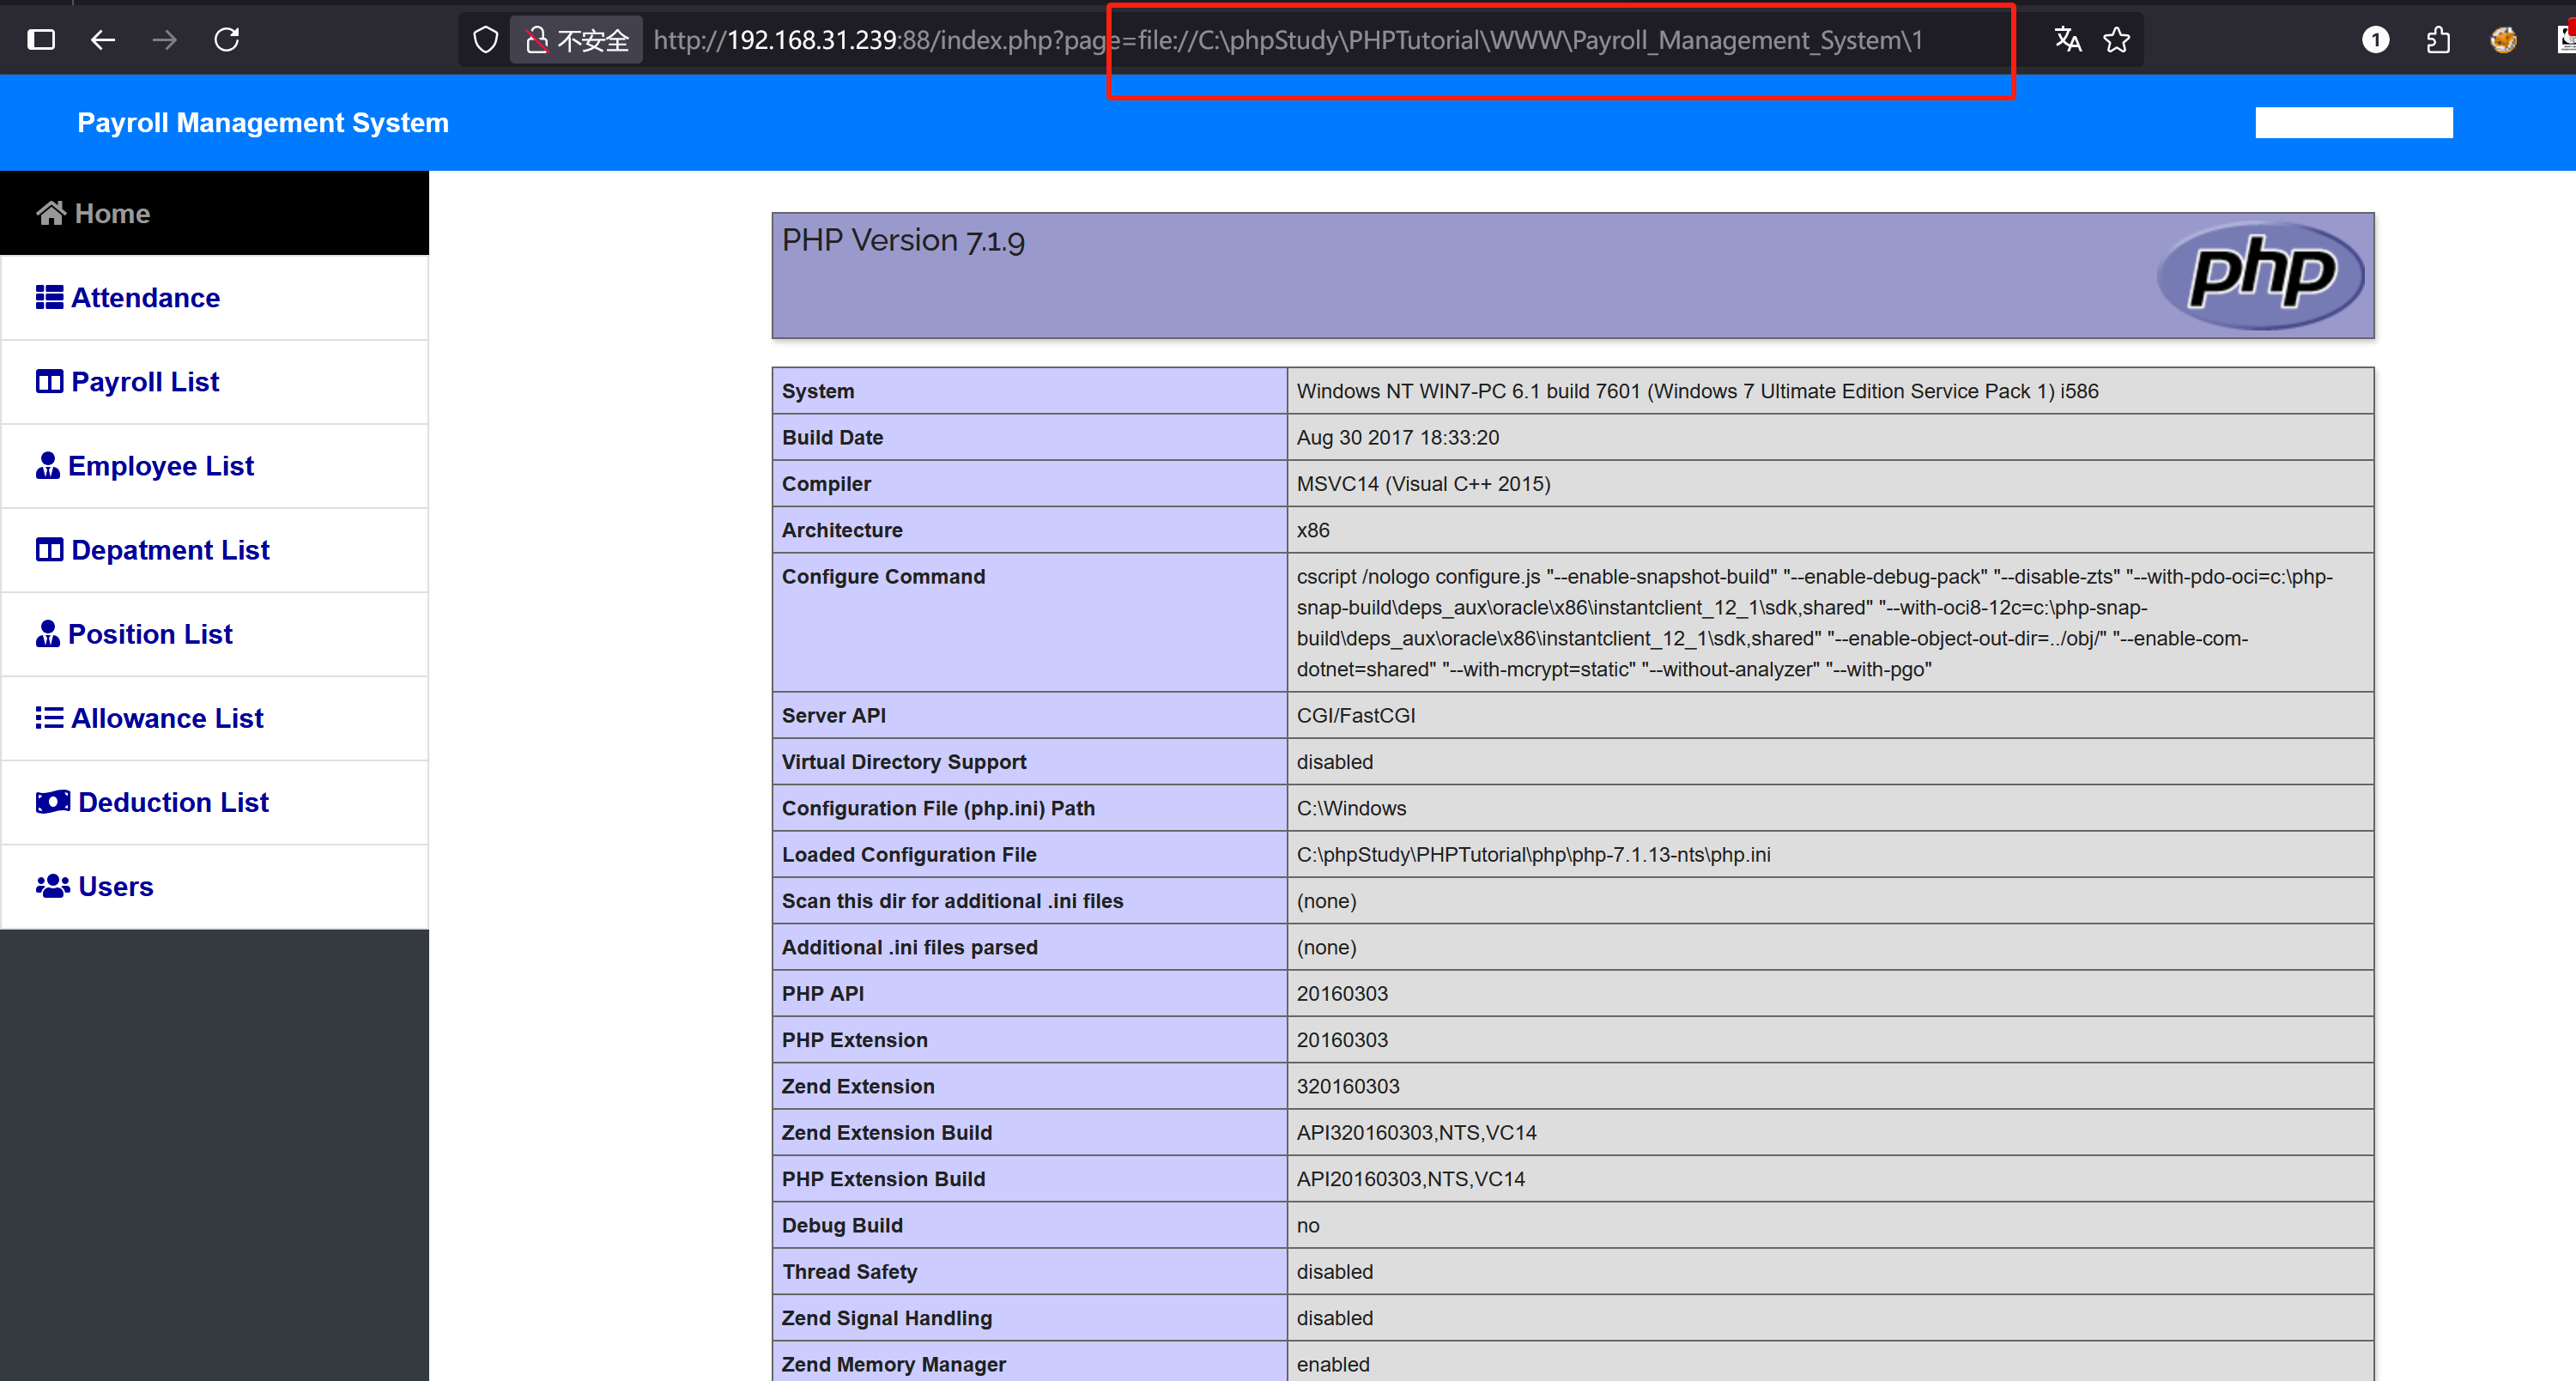 不安全 http://192.168.31.239:88/index.php?page=file://C:\phpStudy\PHPTutorial\WWW\Payroll_Management_System\1
1
Payroll Management System
Home
Attendance
Payroll List
Employee List
Depatment List
Position List
Allowance List
Deduction List
Users
PHP Version 7.1.9
php
System Windows NT WIN7-PC 6.1 build 7601 (Windows 7 Ultimate Edition Service Pack 1) i586
Build Date Aug 30 2017 18:33:20
Compiler MSVC14 (Visual C++ 2015)
Architecture x86
Configure Command cscript /nologo configure.js "--enable-snapshot-build" "--enable-debug-pack" "--disable-zts" "--with-pdo-oci=c:\php-
snap-build\deps_aux\oracle\x86\instantclient_12_1\sdk,shared" "--with-oci8-12c=c:\php-snap-
build\deps_aux\oracle\x86\instantclient_12_1\sdk,shared" "--enable-object-out-dir=../obj/" "--enable-com-
dotnet=shared" "--with-mcrypt=static" "--without-analyzer" "--with-pgo"
Server API CGI/FastCGI
Virtual Directory Support disabled
Configuration File (php.ini) Path C:\Windows
Loaded Configuration File C:\phpStudy\PHPTutorial\php\php-7.1.13-nts\php.ini
Scan this dir for additional .ini files (none)
Additional .ini files parsed (none)
PHP API 20160303
PHP Extension 20160303
Zend Extension 320160303
Zend Extension Build API320160303,NTS,VC14
PHP Extension Build API20160303,NTS,VC14
Debug Build no
Thread Safety disabled
Zend Signal Handling disabled
Zend Memory Manager enabled